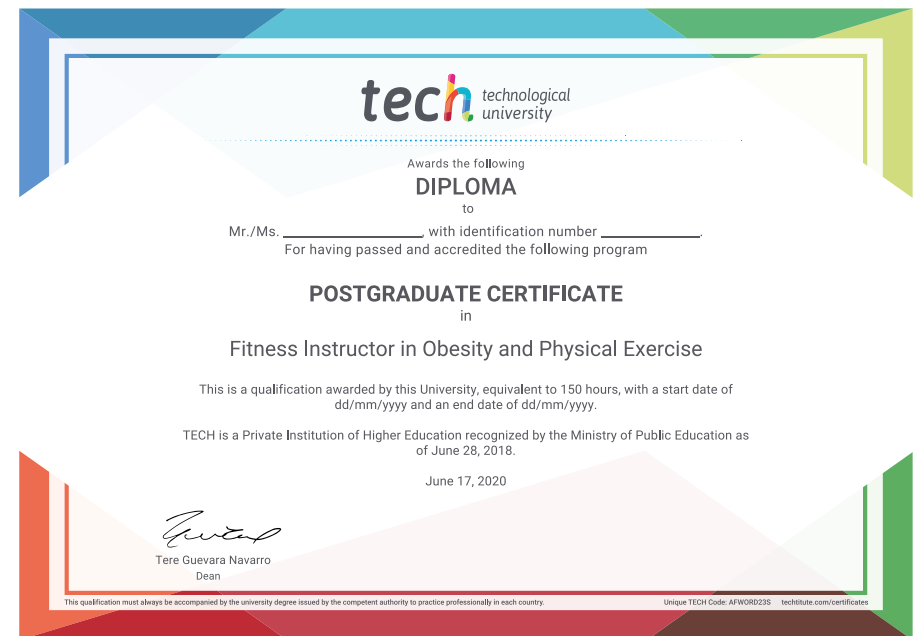 tech technological
university
Awards the following
DIPLOMA
to
Mr./Ms. ____________________, with identification number ______________.
For having passed and accredited the following program
POSTGRADUATE CERTIFICATE
in
Fitness Instructor in Obesity and Physical Exercise
This is a qualification awarded by this University, equivalent to 150 hours, with a start date of
dd/mm/yyyy and an end date of dd/mm/yyyy.
TECH is a Private Institution of Higher Education recognized by the Ministry of Public Education as
of June 28, 2018.
June 17, 2020
Tere Guevara Navarro
Dean
This qualification must always be accompanied by the university degree issued by the competent authority to practice professionally in each country. Unique TECH Code: AFWORD23S techtitute.com/certificates